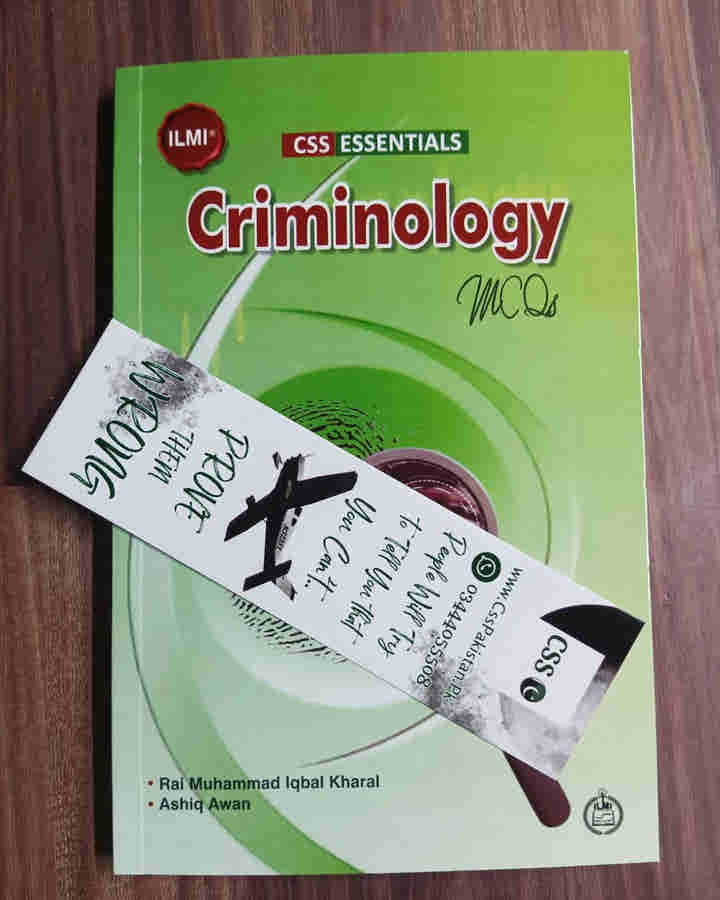 ILMI®
CSS ESSENTIALS
Criminology
MCQs
CSS
www.CssPakistan.Pk
03444055508
People Will Try
to Tell You that
You Can't...
PROVE
THEM
WRONG
• Rai Muhammad Iqbal Kharal
• Ashiq Awan